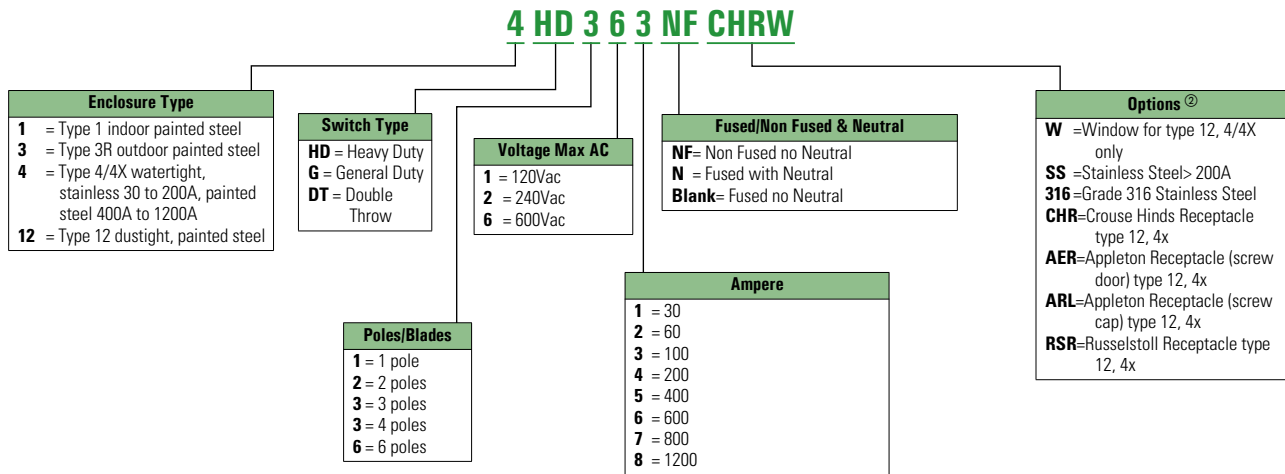 4 HD 3 6 3 NF CHRW
Enclosure Type
1 = Type 1 indoor painted steel
3 = Type 3R outdoor painted steel
4 = Type 4/4X watertight,
stainless 30 to 200A, painted
steel 400A to 1200A
12 = Type 12 dustight, painted steel
Switch Type
HD = Heavy Duty
G = General Duty
DT = Double
Throw
Voltage Max AC
1 = 120Vac
2 = 240Vac
6 = 600Vac
Fused/Non Fused & Neutral
NF= Non Fused no Neutral
N = Fused with Neutral
Blank= Fused no Neutral
Options ②
W =Window for type 12, 4/4X
only
SS =Stainless Steel> 200A
316 =Grade 316 Stainless Steel
CHR=Crouse Hinds Receptacle
type 12, 4x
AER=Appleton Receptacle (screw
door) type 12, 4x
ARL=Appleton Receptacle (screw
cap) type 12, 4x
RSR=Russelstoll Receptacle type
12, 4x
Poles/Blades
1 = 1 pole
2 = 2 poles
3 = 3 poles
3 = 4 poles
6 = 6 poles
Ampere
1 = 30
2 = 60
3 = 100
4 = 200
5 = 400
6 = 600
7 = 800
8 = 1200